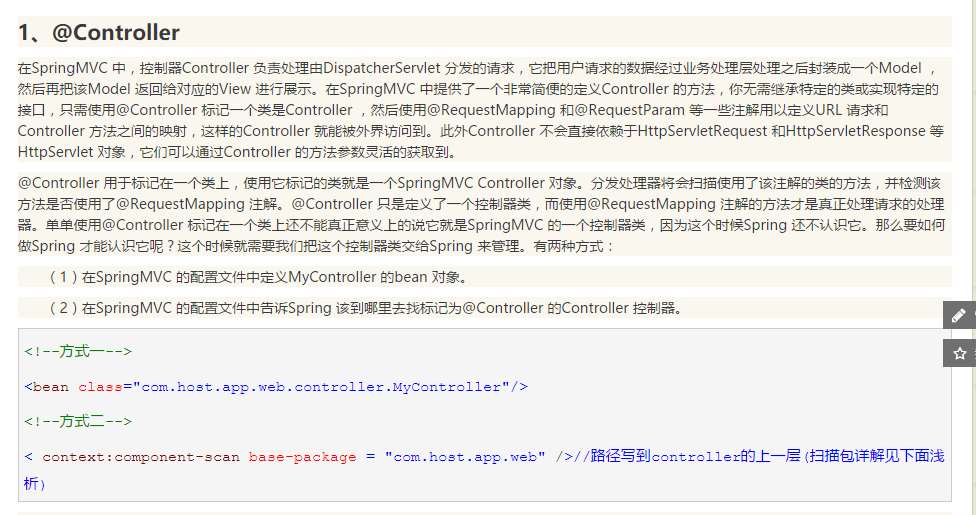 1、@Controller
在SpringMVC 中，控制器Controller 负责处理由DispatcherServlet 分发的请求，它把用户请求的数据经过业务处理层处理之后封装成一个Model ，
然后再把该Model 返回给对应的View 进行展示。在SpringMVC 中提供了一个非常简便的定义Controller 的方法，你无需继承特定的类或实现特定的
接口，只需使用@Controller 标记一个类是Controller ，然后使用@RequestMapping 和@RequestParam 等一些注解用以定义URL 请求和
Controller 方法之间的映射，这样的Controller 就能被外界访问到。此外Controller 不会直接依赖于HttpServletRequest 和HttpServletResponse 等
HttpServlet 对象，它们可以通过Controller 的方法参数灵活的获取到。
@Controller 用于标记在一个类上，使用它标记的类就是一个SpringMVC Controller 对象。分发处理器将会扫描使用了该注解的类的方法，并检测该
方法是否使用了@RequestMapping 注解。@Controller 只是定义了一个控制器类，而使用@RequestMapping 注解的方法才是真正处理请求的处理
器。单单使用@Controller 标记在一个类上还不能真正意义上的说它就是SpringMVC 的一个控制器类，因为这个时候Spring 还不认识它。那么要如何
做Spring 才能认识它呢？这个时候就需要我们把这个控制器类交给Spring 来管理。有两种方式：
（1）在SpringMVC 的配置文件中定义MyController 的bean 对象。
（2）在SpringMVC 的配置文件中告诉Spring 该到哪里去找标记为@Controller 的Controller 控制器。
<!--方式一-->
<bean class="com.host.app.web.controller.MyController"/>
<!--方式二-->
< context:component-scan base-package = "com.host.app.web" />//路径写到controller的上一层(扫描包详解见下面浅
析)